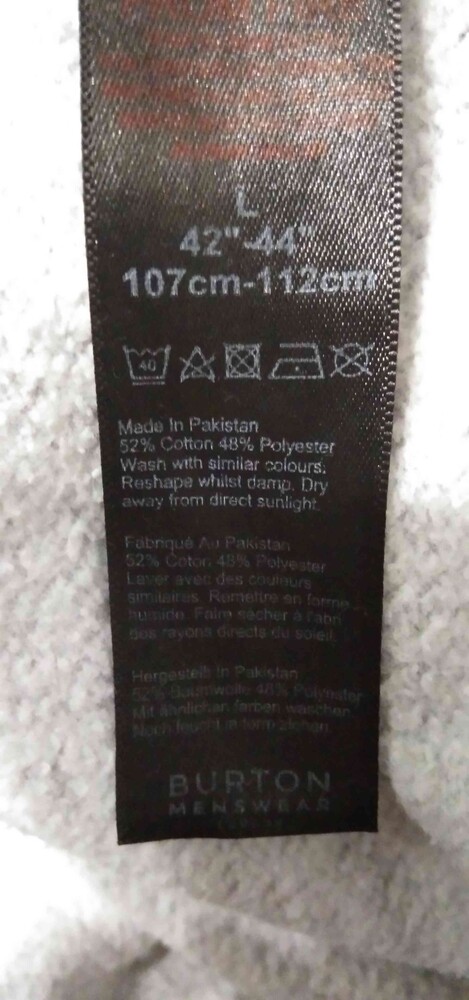 L
42"-44"
107cm-112cm
40
Made In Pakistan
52% Cotton 48% Polyester
Wash with similar colours.
Reshape whilst damp. Dry
away from direct sunlight.
Fabriqué Au Pakistan
52% Coton 48% Polyester
Laver avec des couleurs
similaires. Remettre en forme
humide. Faire sécher à l'abri
des rayons directs du soleil.
Hergestellt In Pakistan
52% Baumwolle 48% Polyester
Mit ähnlichen farben waschen
Noch feucht in form ziehen.
BURTON
MENSWEAR